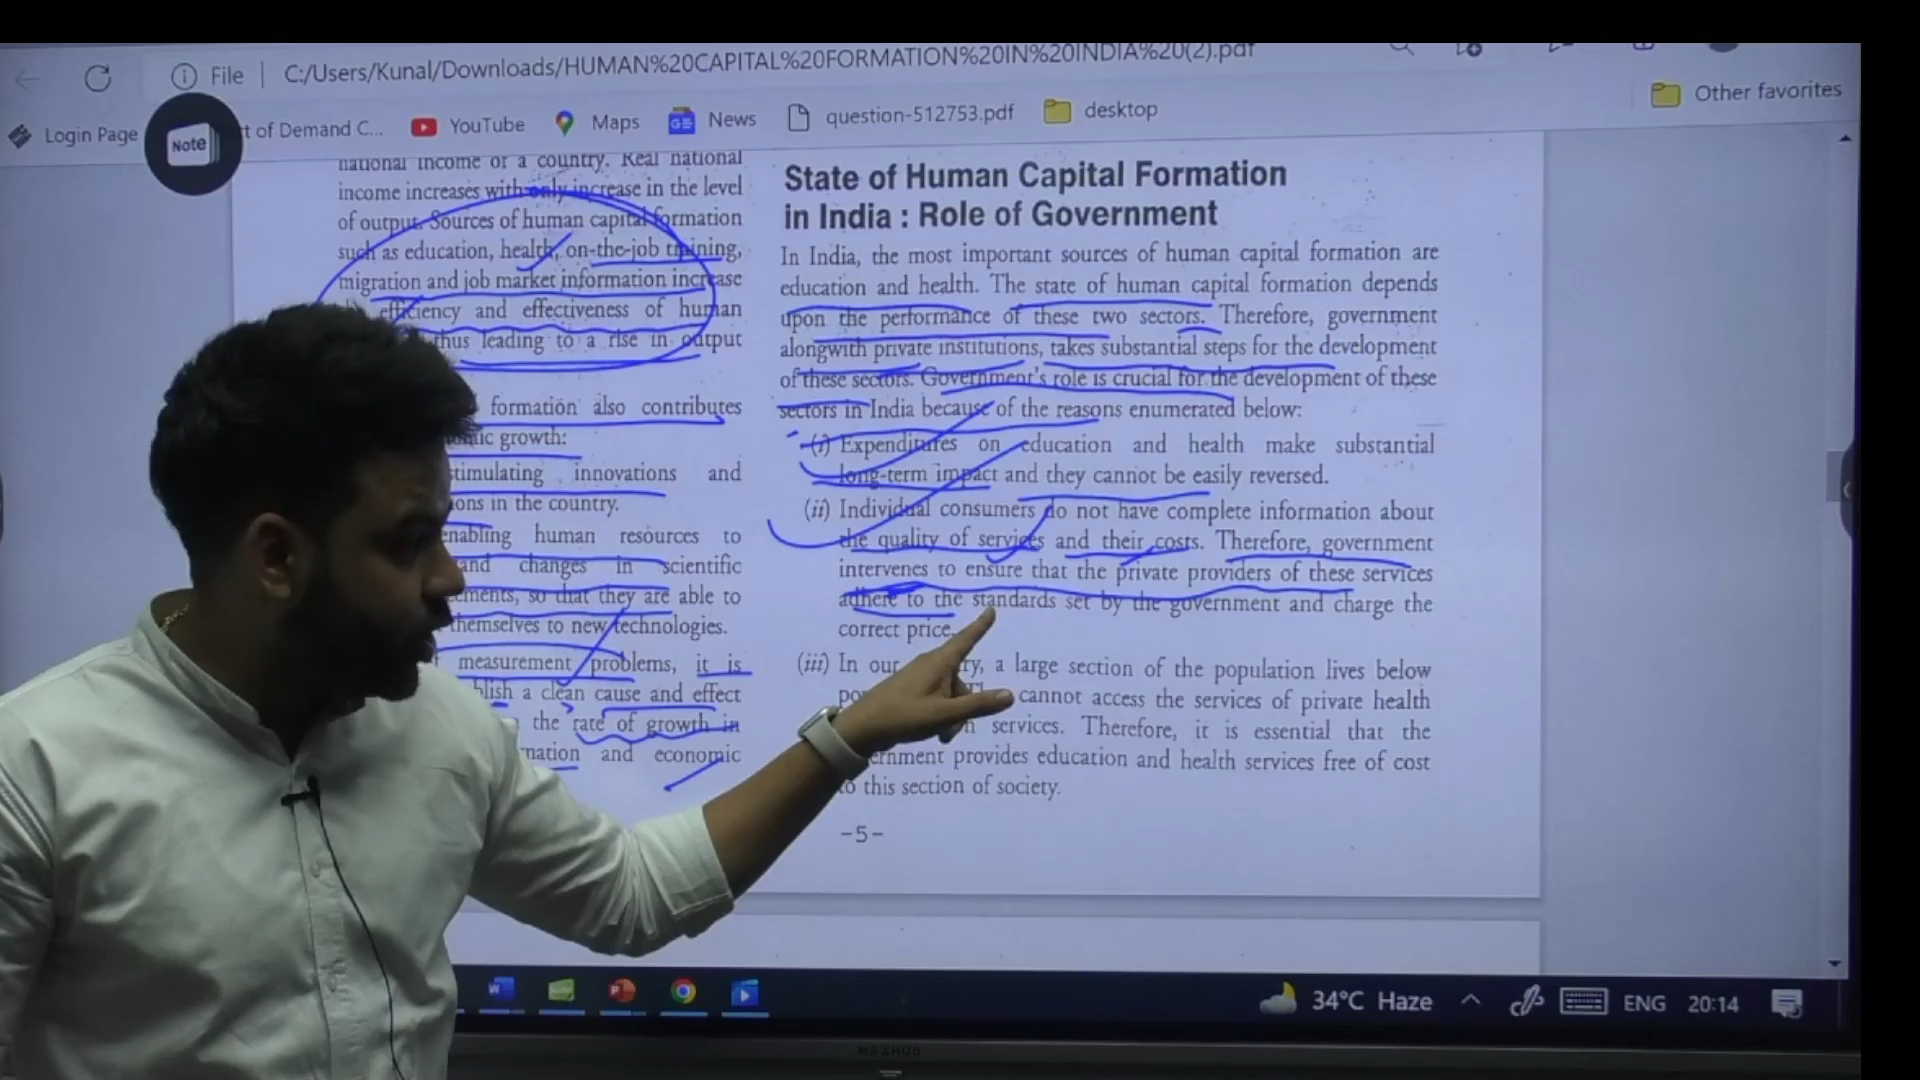 File | C:/Users/Kunal/Downloads/HUMAN%20CAPITAL%20FORMATION%20IN%20INDIA%20(2).pdf
Login Page
Note
t of Demand C...
YouTube
Maps
News
question-512753.pdf
desktop
Other favorites
national income of a country. Real national
income increases with only increase in the level
of output. Sources of human capital formation
such as education, health, on-the-job training,
migration and job market information increase
efficiency and effectiveness of human
thus leading to a rise in output
formation also contributes
growth:
stimulating innovations and
in the country.
enabling human resources to
and changes in scientific
so that they are able to
themselves to new technologies.
measurement problems, it is
a clean cause and effect
the rate of growth in
and economic
State of Human Capital Formation
in India : Role of Government
In India, the most important sources of human capital formation are
education and health. The state of human capital formation depends
upon the performance of these two sectors. Therefore, government
alongwith private institutions, takes substantial steps for the development
of these sectors. Government's role is crucial for the development of these
sectors in India because of the reasons enumerated below:
(i) Expenditures on education and health make substantial
long-term impact and they cannot be easily reversed.
(ii) Individual consumers do not have complete information about
the quality of services and their costs. Therefore, government
intervenes to ensure that the private providers of these services
adhere to the standards set by the government and charge the
correct price.
(iii) In our a large section of the population lives below
cannot access the services of private health
services. Therefore, it is essential that the
provides education and health services free of cost
to this section of society.
-5-
34°C Haze
ENG
20:14
MAXHUB